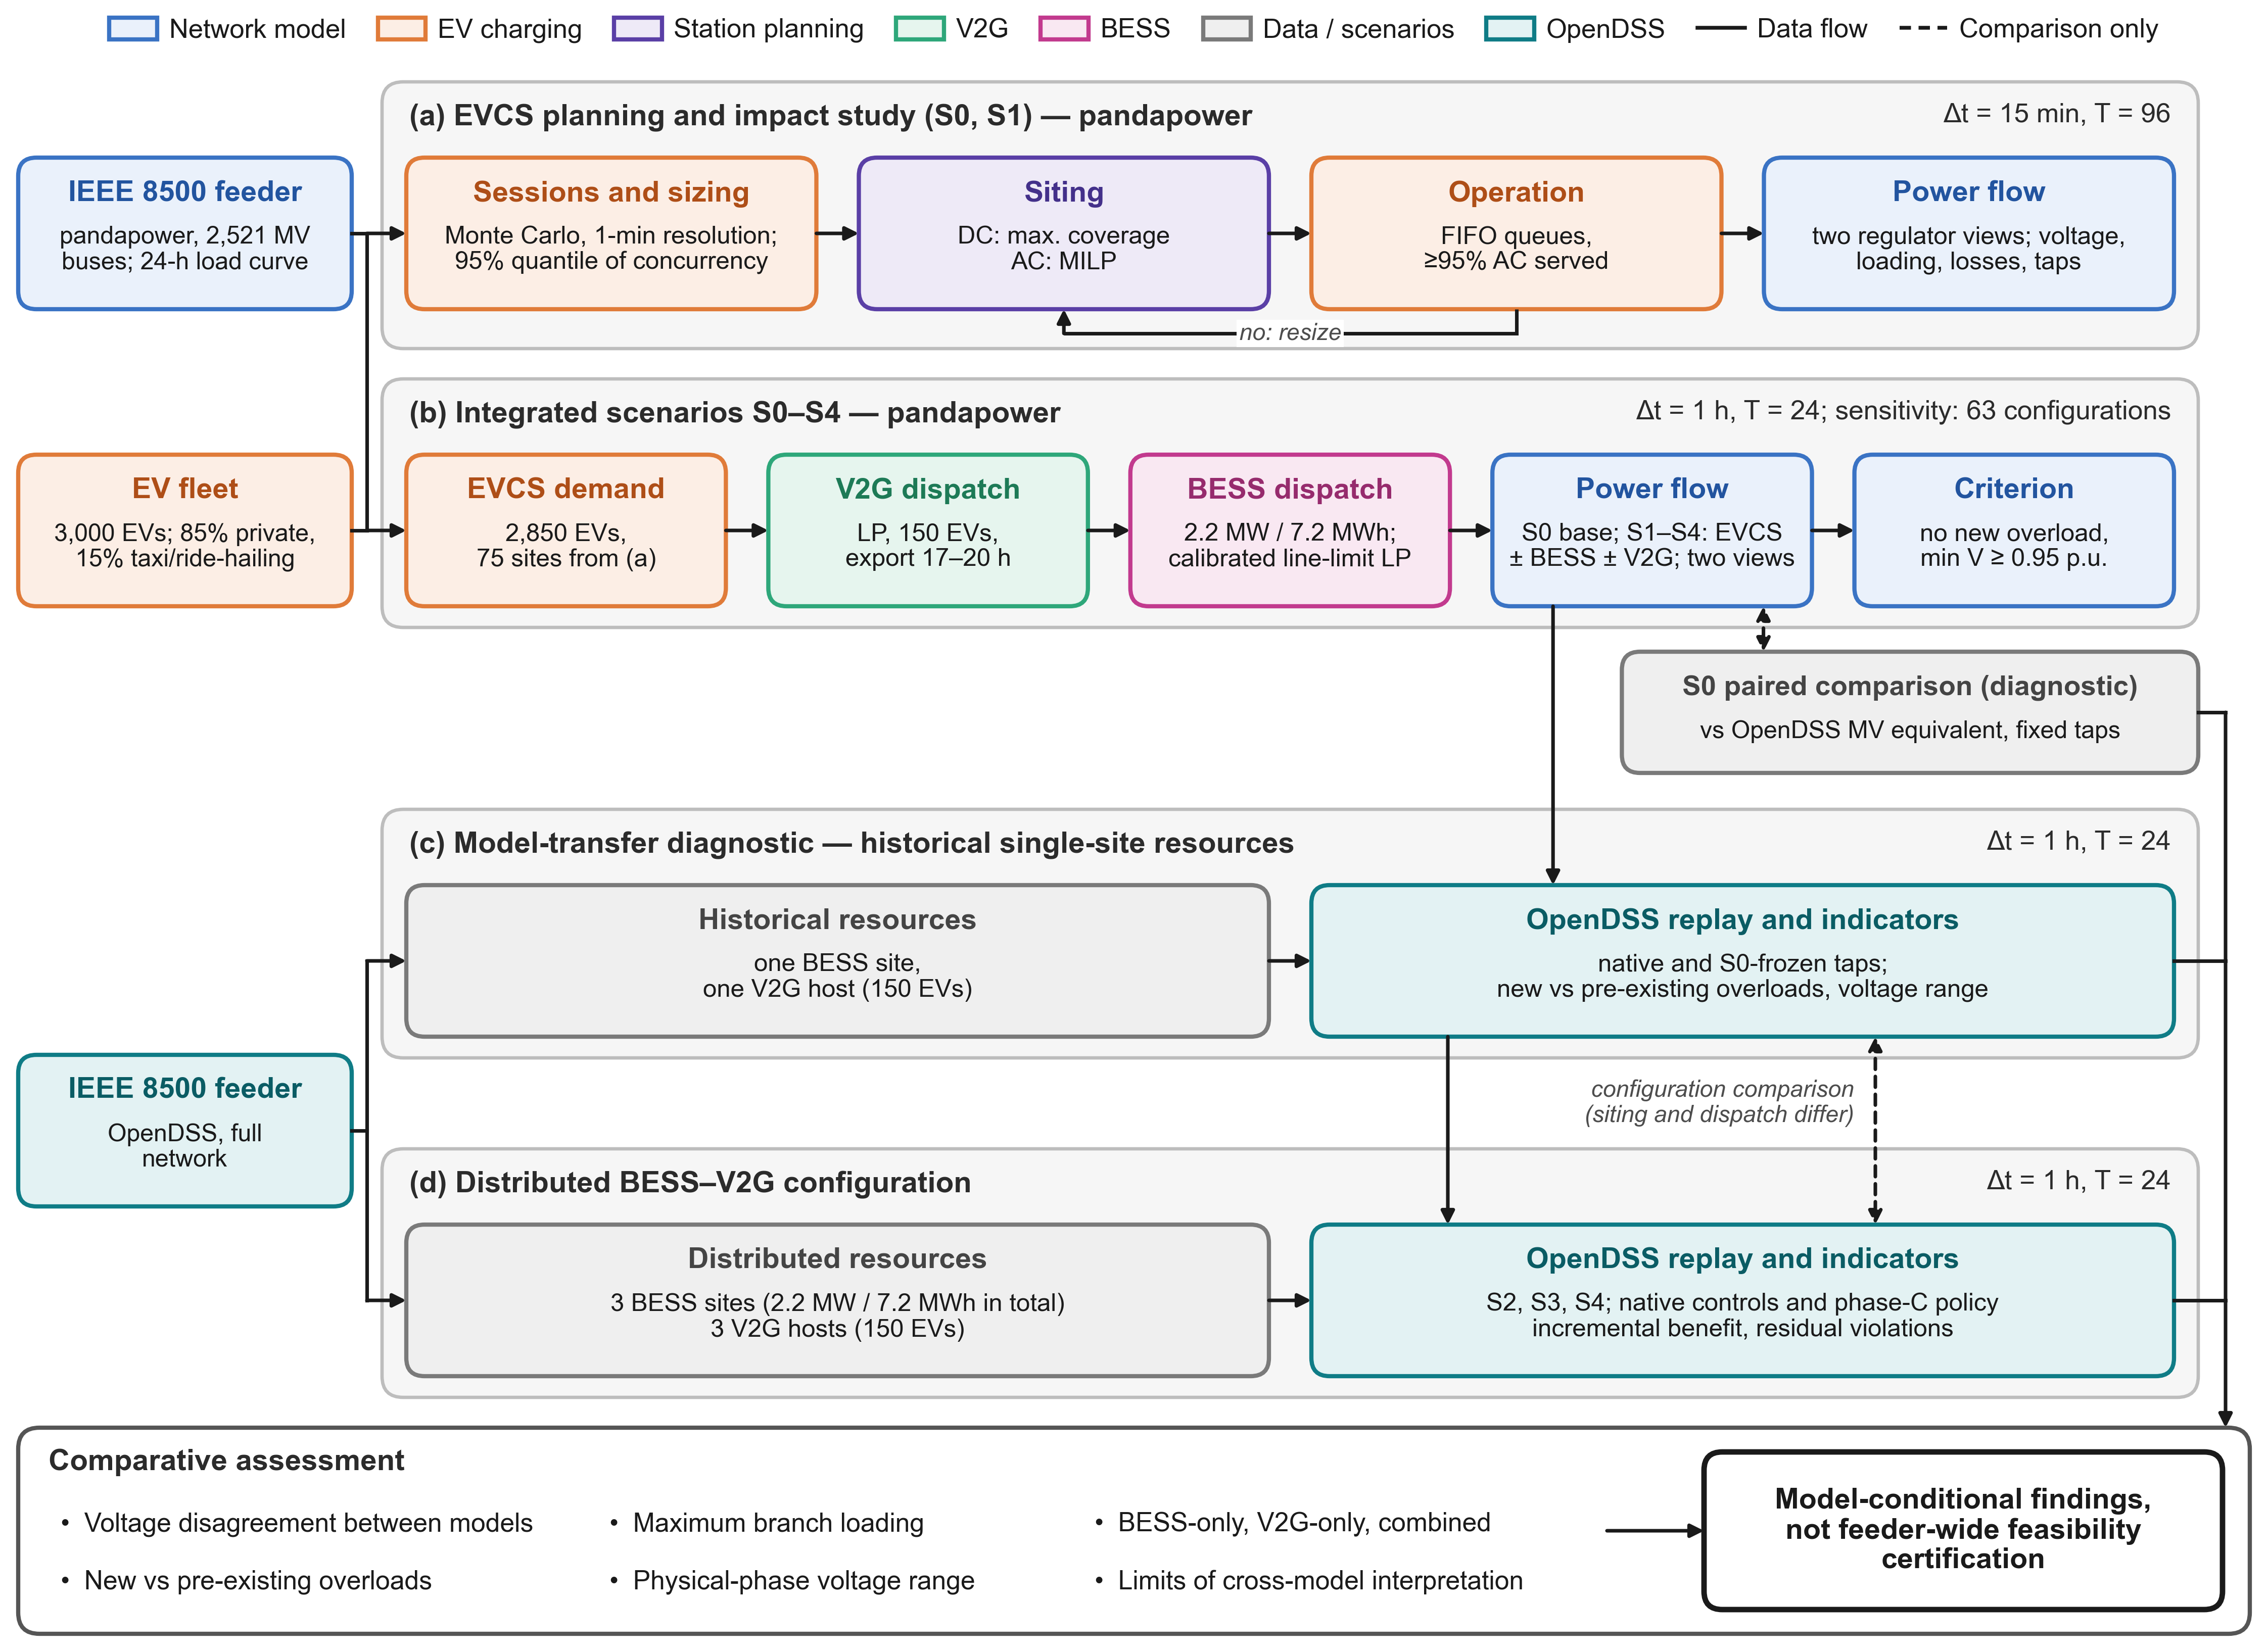 Network model
EV charging
Station planning
V2G
BESS
Data / scenarios
OpenDSS
Data flow
Comparison only
(a) EVCS planning and impact study (S0, S1) — pandapower
Δt = 15 min, T = 96
IEEE 8500 feeder
pandapower, 2,521 MV
buses; 24-h load curve
Sessions and sizing
Monte Carlo, 1-min resolution;
95% quantile of concurrency
Siting
DC: max. coverage
AC: MILP
Operation
FIFO queues,
≥95% AC served
Power flow
two regulator views; voltage,
loading, losses, taps
no: resize
(b) Integrated scenarios S0–S4 — pandapower
Δt = 1 h, T = 24; sensitivity: 63 configurations
EV fleet
3,000 EVs; 85% private,
15% taxi/ride-hailing
EVCS demand
2,850 EVs,
75 sites from (a)
V2G dispatch
LP, 150 EVs,
export 17–20 h
BESS dispatch
2.2 MW / 7.2 MWh;
calibrated line-limit LP
Power flow
S0 base; S1–S4: EVCS
± BESS ± V2G; two views
Criterion
no new overload,
min V ≥ 0.95 p.u.
S0 paired comparison (diagnostic)
vs OpenDSS MV equivalent, fixed taps
(c) Model-transfer diagnostic — historical single-site resources
Δt = 1 h, T = 24
Historical resources
one BESS site,
one V2G host (150 EVs)
OpenDSS replay and indicators
native and S0-frozen taps;
new vs pre-existing overloads, voltage range
IEEE 8500 feeder
OpenDSS, full
network
configuration comparison
(siting and dispatch differ)
(d) Distributed BESS–V2G configuration
Δt = 1 h, T = 24
Distributed resources
3 BESS sites (2.2 MW / 7.2 MWh in total)
3 V2G hosts (150 EVs)
OpenDSS replay and indicators
S2, S3, S4; native controls and phase-C policy
incremental benefit, residual violations
Comparative assessment
• Voltage disagreement between models
• Maximum branch loading
• BESS-only, V2G-only, combined
• New vs pre-existing overloads
• Physical-phase voltage range
• Limits of cross-model interpretation
Model-conditional findings,
not feeder-wide feasibility
certification